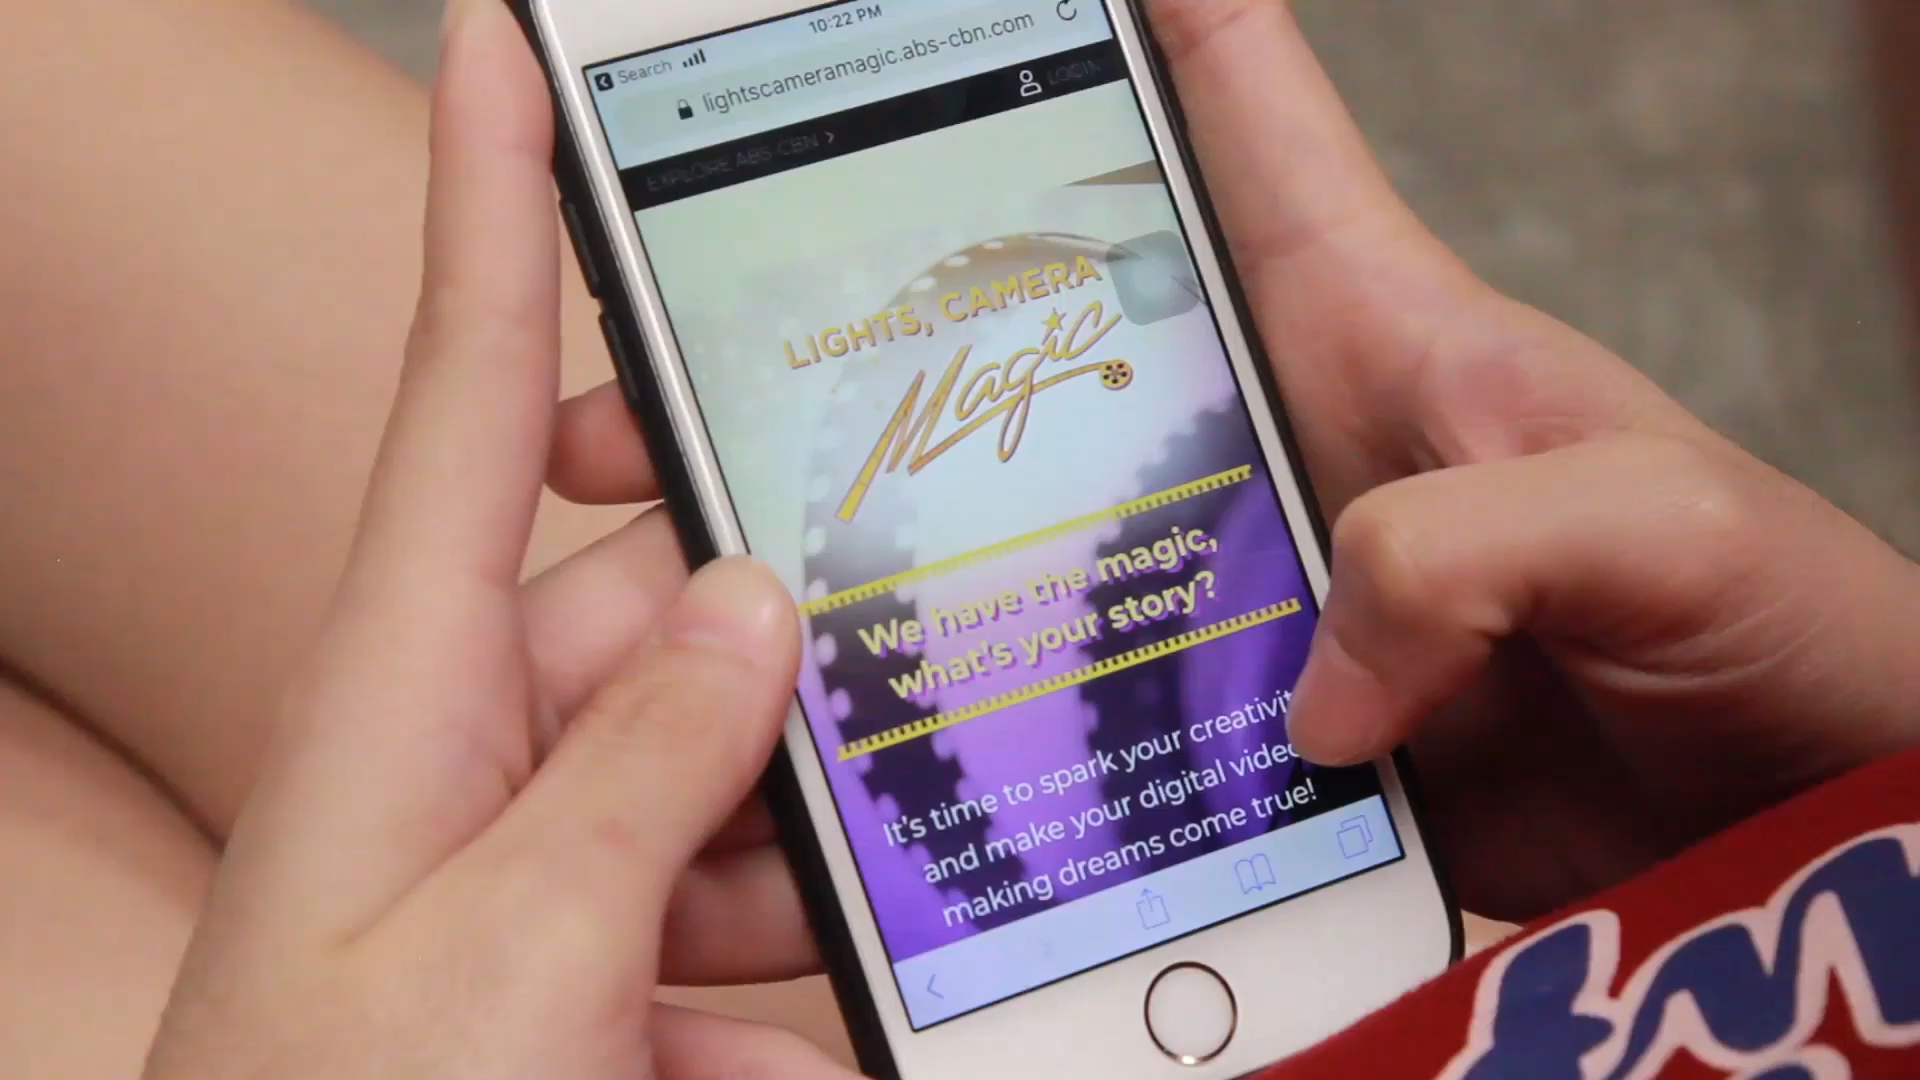 Search
10:22 PM
lightscameramagic.abs-cbn.com
EXPLORE ABS-CBN >
LOGIN
LIGHTS, CAMERA
Magic
We have the magic,
what's your story?
It's time to spark your creativit
and make your digital video
making dreams come true!